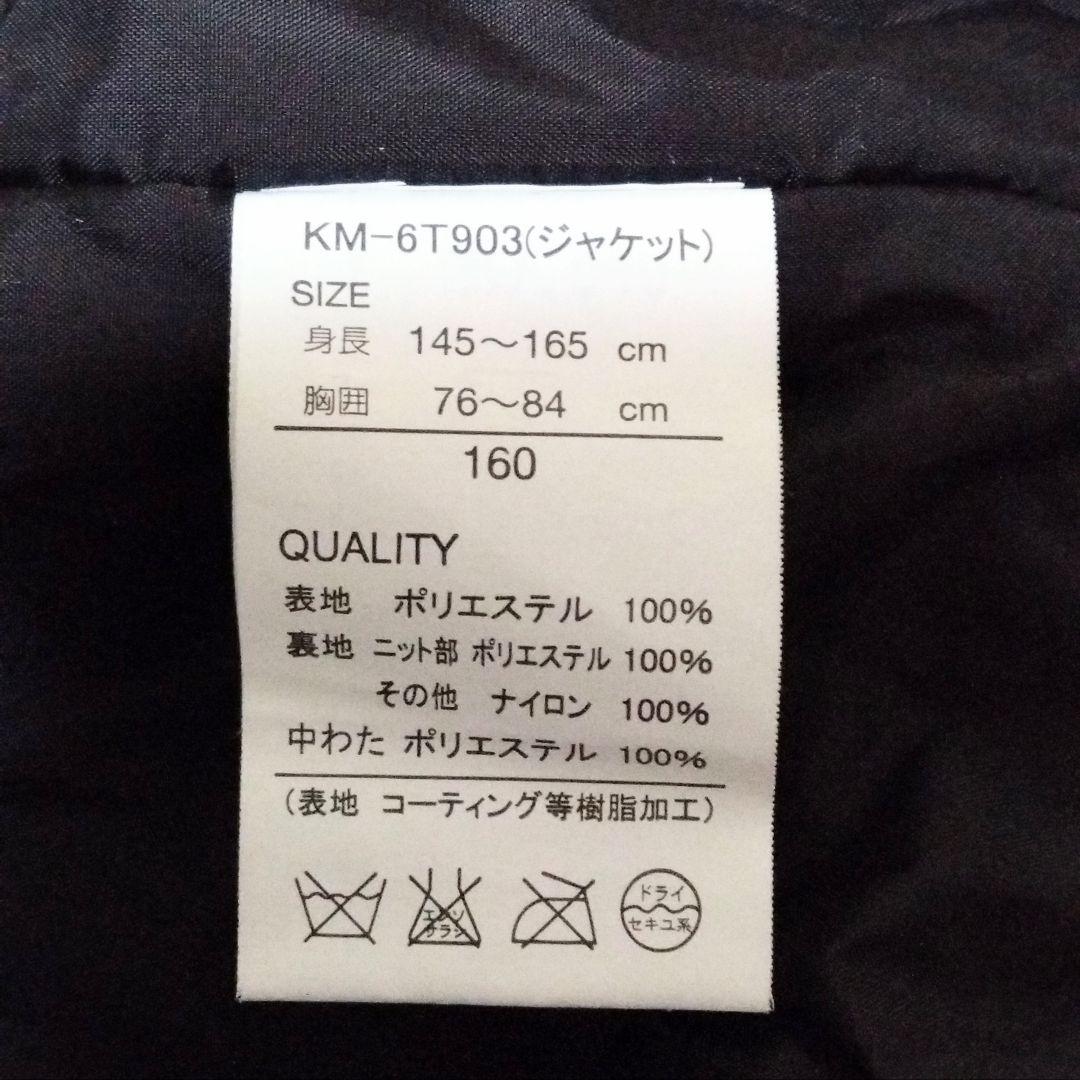 KM-6T903(ジャケット)
SIZE
身長 145～165 cm
胸囲 76～84 cm
160
QUALITY
表地 ポリエステル 100%
裏地 ニット部 ポリエステル 100%
その他 ナイロン 100%
中わた ポリエステル 100%
(表地 コーティング等樹脂加工)
エンソ
サラシ
ドライ
セキユ系